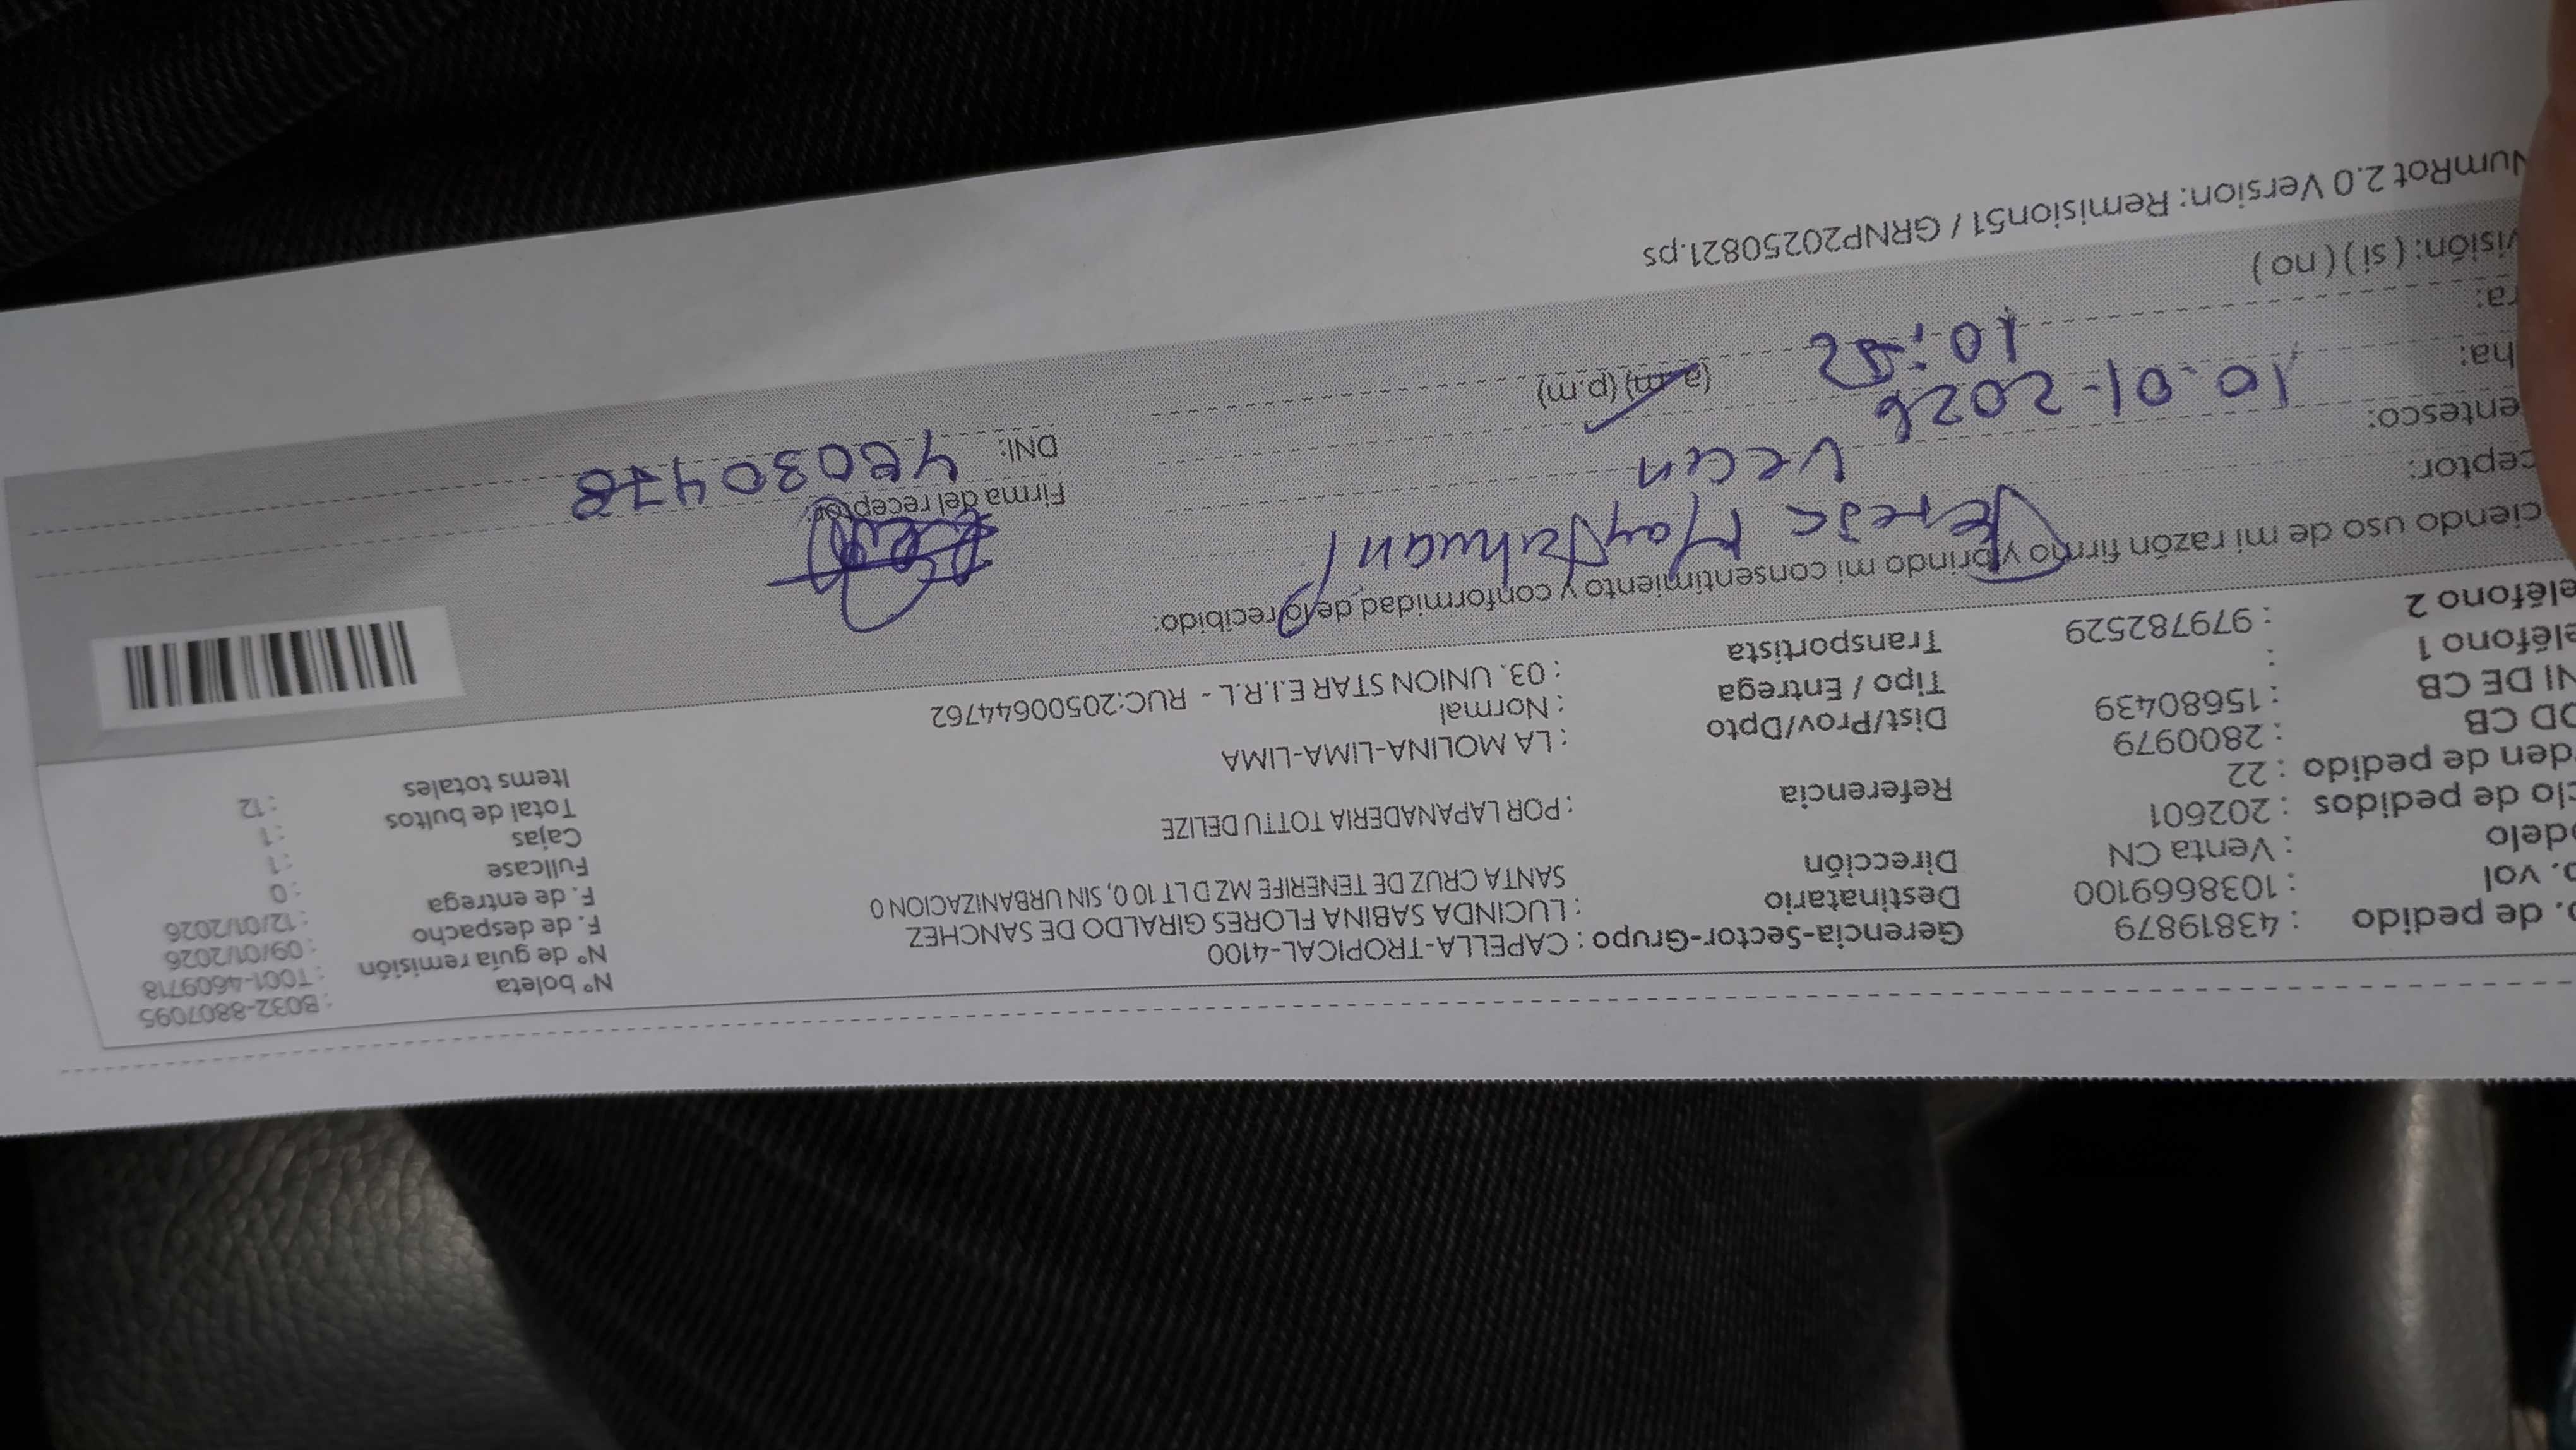 . de pedido : 43819879
. vol : 1038669100
delo : Venta CN
clo de pedidos : 202601
den de pedido : 22
OD CB : 2800979
NI DE CB : 15680439
eléfono 1 :
eléfono 2 : 979782529
Gerencia-Sector-Grupo : CAPELLA-TROPICAL-4100
Destinatario : LUCINDA SABINA FLORES GIRALDO DE SANCHEZ
Dirección SANTA CRUZ DE TENERIFE MZ D LT 10 0, SIN URBANIZACION 0
Referencia : POR LAPANADERIA TOTTU DELIZE
Dist/Prov/Dpto : LA MOLINA-LIMA-LIMA
Tipo / Entrega : Normal
Transportista : 03. UNION STAR E.I.R.L - RUC:20500644762
N° boleta : B032-8807095
N° de guía remisión : T001-4609718
F. de despacho : 09/01/2026
F. de entrega : 12/01/2026
Fullcase : 0
Cajas : 1
Total de bultos : 1
Items totales : 12
ciendo uso de mi razón firmo y brindo mi consentimiento y conformidad de lo recibido:
ceptor:
entesco:
ha: 10-01-2026
ra: 10:52 (a.m) (p.m)
visión: ( si ) ( no )
Firma del receptor:
DNI: 48030478
NumRot 2.0 Version: Remision51 / GRNP20250821.ps